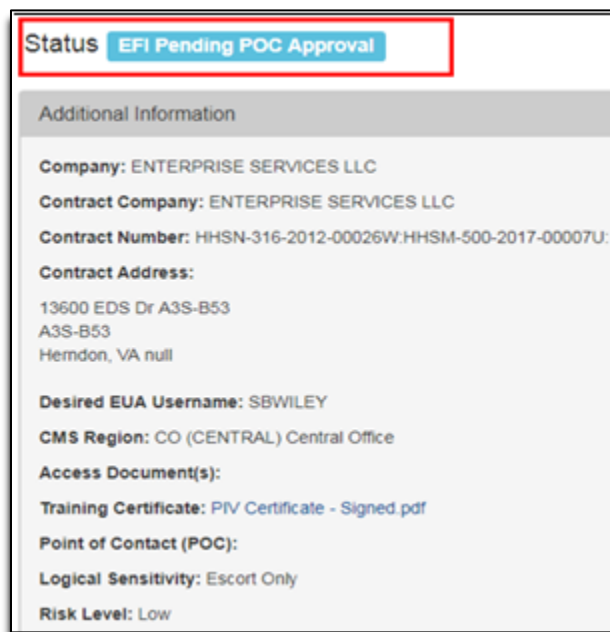 Status EFI Pending POC Approval
Additional Information
Company: ENTERPRISE SERVICES LLC
Contract Company: ENTERPRISE SERVICES LLC
Contract Number: HHSN-316-2012-00026W:HHSM-500-2017-00007U:
Contract Address:
13600 EDS Dr A3S-B53
A3S-B53
Herndon, VA null
Desired EUA Username: SBWILEY
CMS Region: CO (CENTRAL) Central Office
Access Document(s):
Training Certificate: PIV Certificate - Signed.pdf
Point of Contact (POC):
Logical Sensitivity: Escort Only
Risk Level: Low